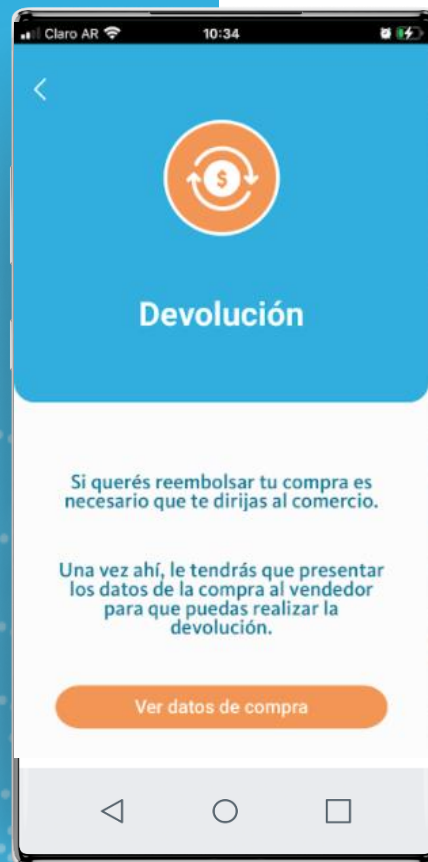 Claro AR 10:34
$
Devolución
Si querés reembolsar tu compra es
necesario que te dirijas al comercio.
Una vez ahí, le tendrás que presentar
los datos de la compra al vendedor
para que puedas realizar la
devolución.
Ver datos de compra